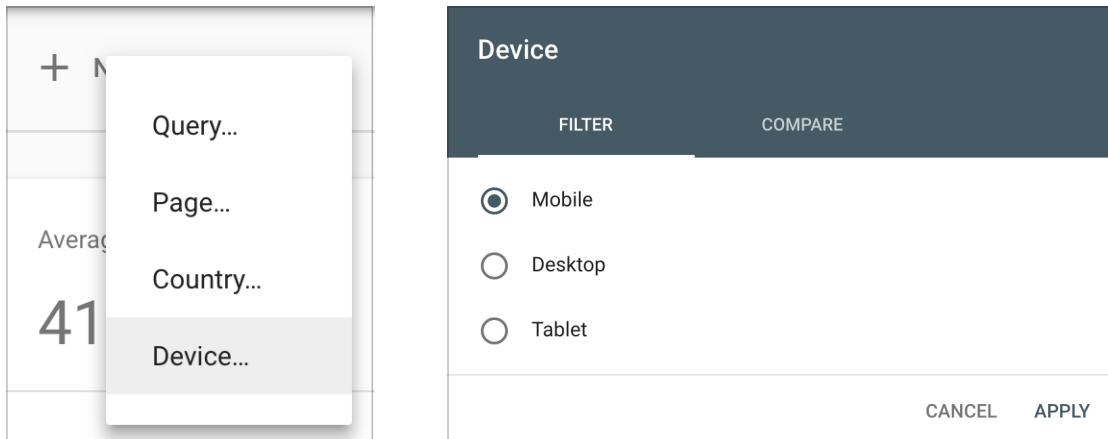 + N
Query...
Page...
Country...
Device...
Averag
41
Device
FILTER
COMPARE
Mobile
Desktop
Tablet
CANCEL
APPLY